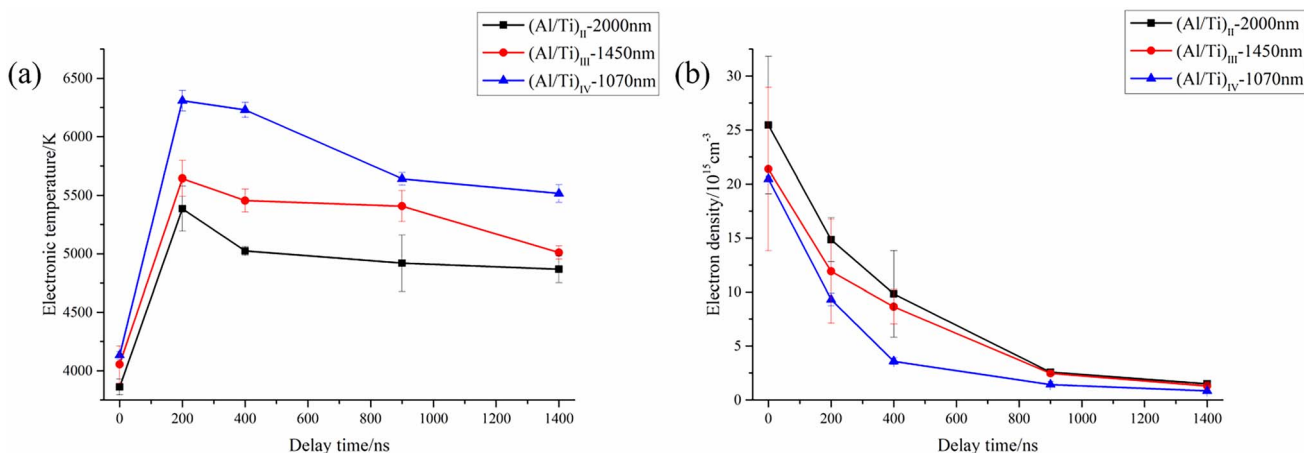 (a)
(Al/Ti)II-2000nm
(Al/Ti)III-1450nm
(Al/Ti)IV-1070nm
Electronic temperature/K
6500
6000
5500
5000
4500
4000
0 200 400 600 800 1000 1200 1400
Delay time/ns
(b)
(Al/Ti)II-2000nm
(Al/Ti)III-1450nm
(Al/Ti)IV-1070nm
Electron density/10¹⁵cm⁻³
30
25
20
15
10
5
0
0 200 400 600 800 1000 1200 1400
Delay time/ns